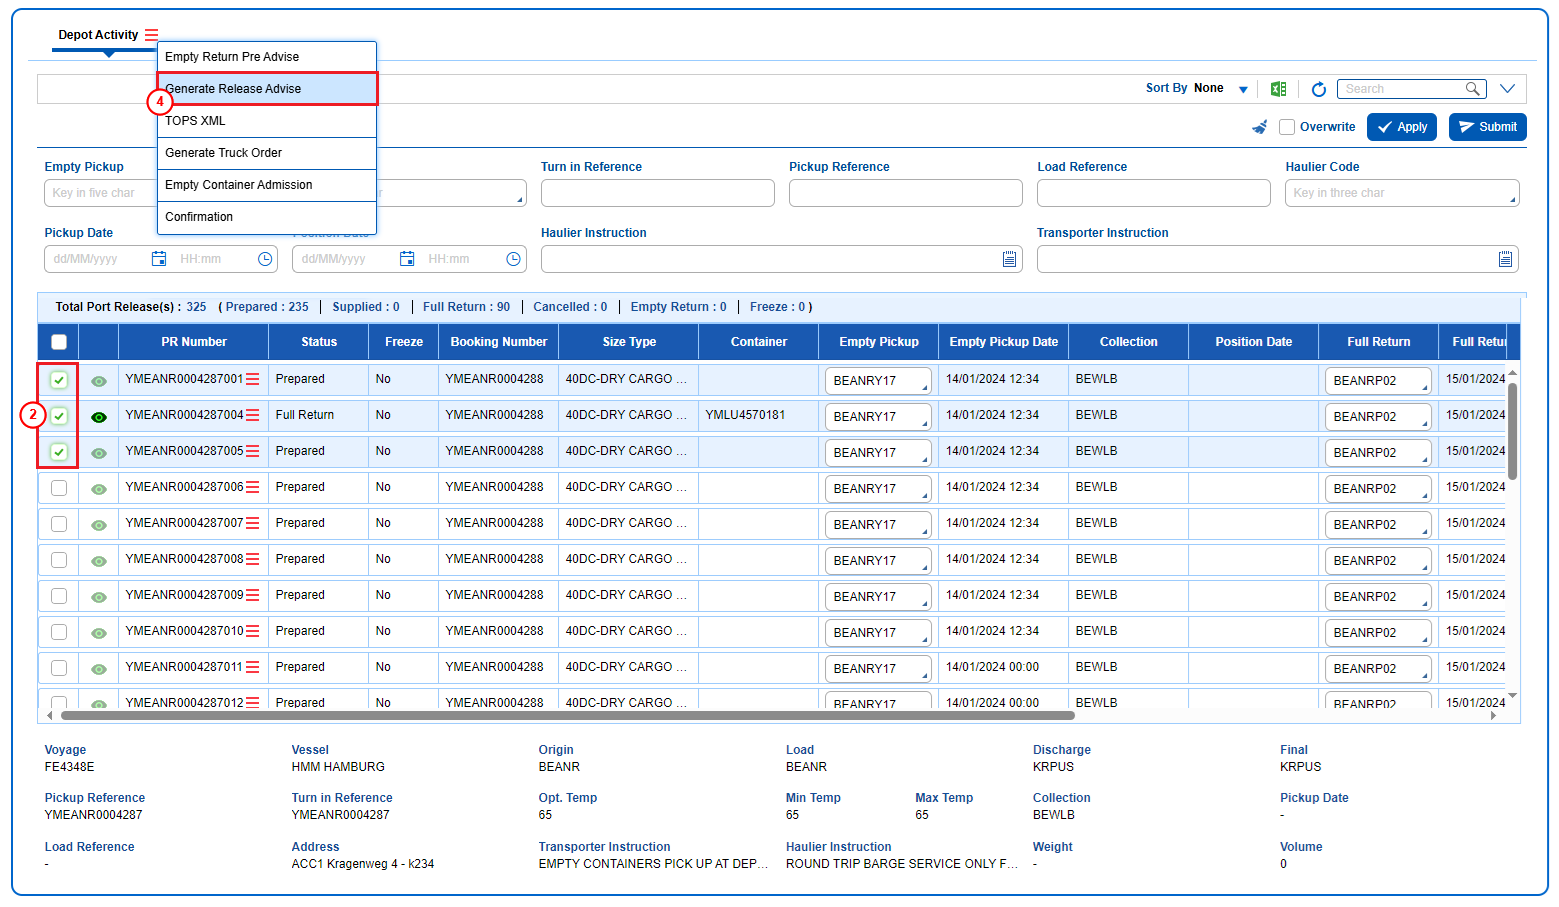 Depot Activity
Empty Return Pre Advise
Generate Release Advise
4
TOPS XML
Generate Truck Order
Empty Container Admission
Confirmation
Sort By None
Search
Overwrite Apply Submit
Empty Pickup Turn in Reference Pickup Reference Load Reference Haulier Code
Key in five char Key in three char
Pickup Date Position Date Haulier Instruction Transporter Instruction
dd/MM/yyyy HH:mm dd/MM/yyyy HH:mm
Total Port Release(s) : 325 ( Prepared : 235 | Supplied : 0 | Full Return : 90 | Cancelled : 0 | Empty Return : 0 | Freeze : 0 )
PR Number Status Freeze Booking Number Size Type Container Empty Pickup Empty Pickup Date Collection Position Date Full Return Full Retur
YMEANR0004287001 Prepared No YMEANR0004288 40DC-DRY CARGO ... BEANRY17 14/01/2024 12:34 BEWLB BEANRP02 15/01/2024
2
YMEANR0004287004 Full Return No YMEANR0004288 40DC-DRY CARGO ... YMLU4570181 BEANRY17 14/01/2024 12:34 BEWLB BEANRP02 15/01/2024
YMEANR0004287005 Prepared No YMEANR0004288 40DC-DRY CARGO ... BEANRY17 14/01/2024 12:34 BEWLB BEANRP02 15/01/2024
YMEANR0004287006 Prepared No YMEANR0004288 40DC-DRY CARGO ... BEANRY17 14/01/2024 12:34 BEWLB BEANRP02 15/01/2024
YMEANR0004287007 Prepared No YMEANR0004288 40DC-DRY CARGO ... BEANRY17 14/01/2024 12:34 BEWLB BEANRP02 15/01/2024
YMEANR0004287008 Prepared No YMEANR0004288 40DC-DRY CARGO ... BEANRY17 14/01/2024 12:34 BEWLB BEANRP02 15/01/2024
YMEANR0004287009 Prepared No YMEANR0004288 40DC-DRY CARGO ... BEANRY17 14/01/2024 12:34 BEWLB BEANRP02 15/01/2024
YMEANR0004287010 Prepared No YMEANR0004288 40DC-DRY CARGO ... BEANRY17 14/01/2024 12:34 BEWLB BEANRP02 15/01/2024
YMEANR0004287011 Prepared No YMEANR0004288 40DC-DRY CARGO ... BEANRY17 14/01/2024 00:00 BEWLB BEANRP02 15/01/2024
YMEANR0004287012 Prepared No YMEANR0004288 40DC-DRY CARGO ... BEANRY17 14/01/2024 00:00 BEWLB BEANRP02 15/01/2024
Voyage Vessel Origin Load Discharge Final
FE4348E HMM HAMBURG BEANR BEANR KRPUS KRPUS
Pickup Reference Turn in Reference Opt. Temp Min Temp Max Temp Collection Pickup Date
YMEANR0004287 YMEANR0004287 65 65 65 BEWLB -
Load Reference Address Transporter Instruction Haulier Instruction Weight Volume
- ACC1 Kragenweg 4 - k234 EMPTY CONTAINERS PICK UP AT DEP... ROUND TRIP BARGE SERVICE ONLY F... - 0